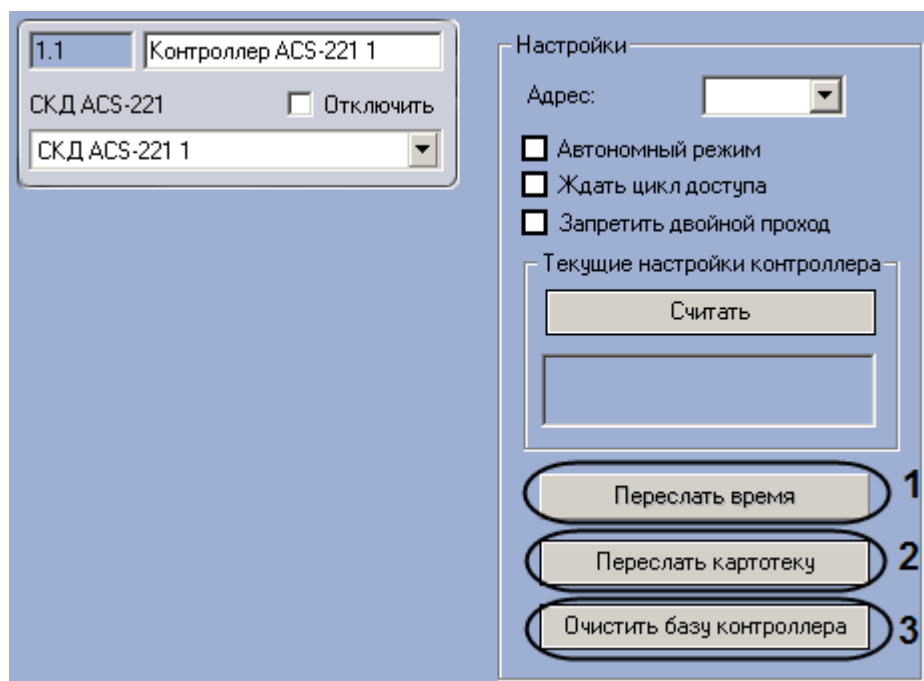 1.1 Контроллер ACS-221 1
СКД ACS-221 Отключить
СКД ACS-221 1
Настройки
Адрес:
Автономный режим
Ждать цикл доступа
Запретить двойной проход
Текущие настройки контроллера
Считать
Переслать время 1
Переслать картотеку 2
Очистить базу контроллера 3